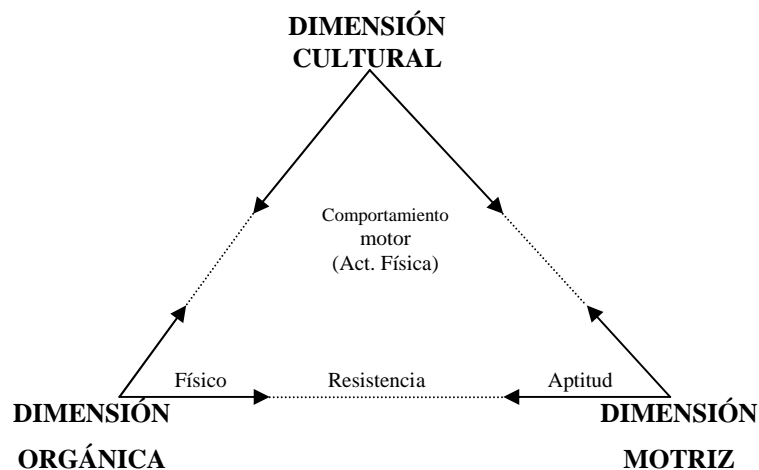 DIMENSIÓN
CULTURAL
Comportamiento
motor
(Act. Física)
Físico Resistencia Aptitud
DIMENSIÓN DIMENSIÓN
ORGÁNICA MOTRIZ